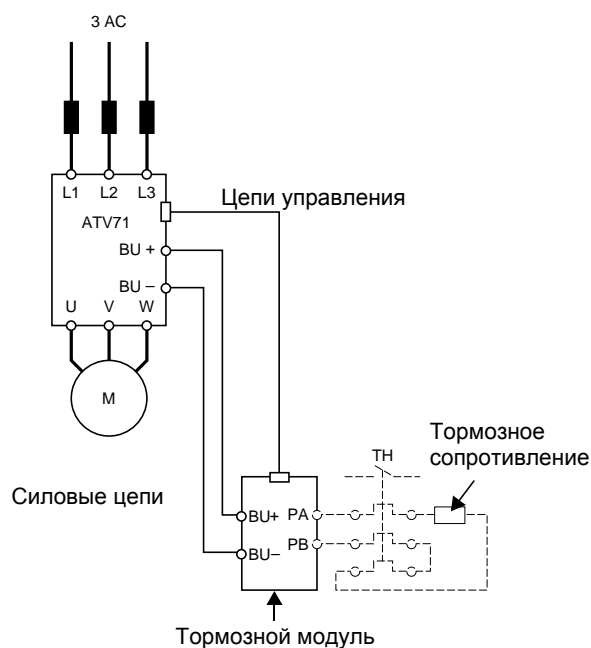 3 AC
L1 L2 L3
Цепи управления
ATV71
BU +
BU –
U V W
M
Тормозное
сопротивление
TH
Силовые цепи
BU+ PA
PB
BU–
Тормозной модуль